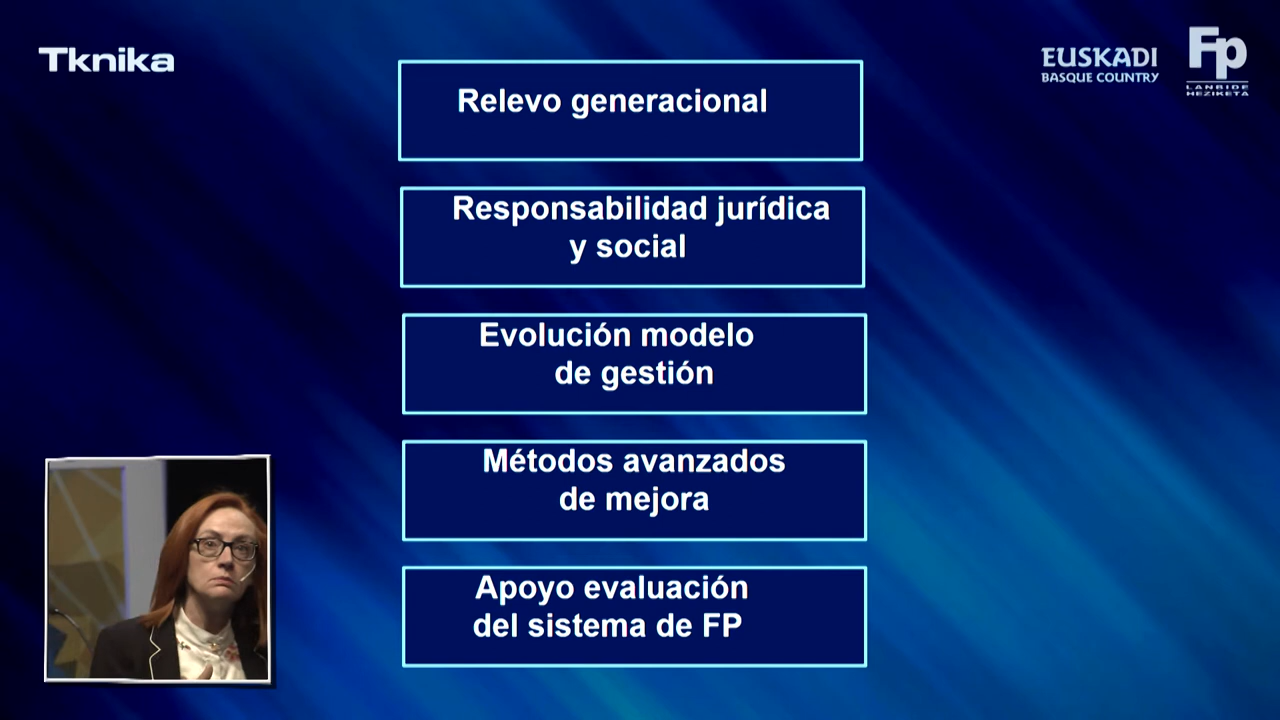 Tknika
EUSKADI
BASQUE COUNTRY
Fp
LANBIDE
HEZIKETA
Relevo generacional
Responsabilidad jurídica
y social
Evolución modelo
de gestión
Métodos avanzados
de mejora
Apoyo evaluación
del sistema de FP